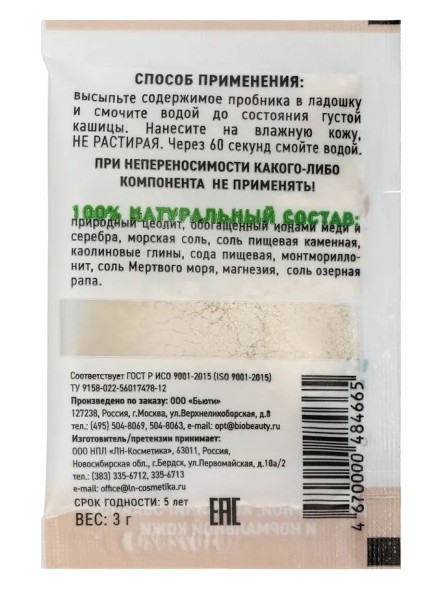 СПОСОБ ПРИМЕНЕНИЯ:
высыпьте содержимое пробника в ладошку
и смочите водой до состояния густой
кашицы. Нанесите на влажную кожу,
НЕ РАСТИРАЯ. Через 60 секунд смойте водой.
ПРИ НЕПЕРЕНОСИМОСТИ КАКОГО-ЛИБО
КОМПОНЕНТА НЕ ПРИМЕНЯТЬ!
100% НАТУРАЛЬНЫЙ СОСТАВ:
природный цеолит, обогащенный ионами меди и
серебра, морская соль, соль пищевая каменная,
каолиновые глины, сода пищевая, монтморилло-
нит, соль Мертвого моря, магнезия, соль озерная
рапа.
Соответствует ГОСТ Р ИСО 9001-2015 (ISO 9001-2015)
ТУ 9158-022-56017478-12
Произведено по заказу: ООО «Бьюти»
127238, Россия, г.Москва, ул.Верхнелихоборская, д.8
тел.: (495) 504-8069, 504-8063, e-mail: opt@biobeauty.ru
Изготовитель/претензии принимает:
ООО НПЛ «ЛН-Косметика», 63011, Россия,
Новосибирская обл., г.Бердск, ул.Первомайская, д.10а/2
тел.: (383) 335-6712, 335-6713
e-mail: office@ln-cosmetika.ru
СРОК ГОДНОСТИ: 5 лет
ВЕС: 3 г
EAC
4 670000 484665
И НОРМАЛЬНОЙ КОЖИ